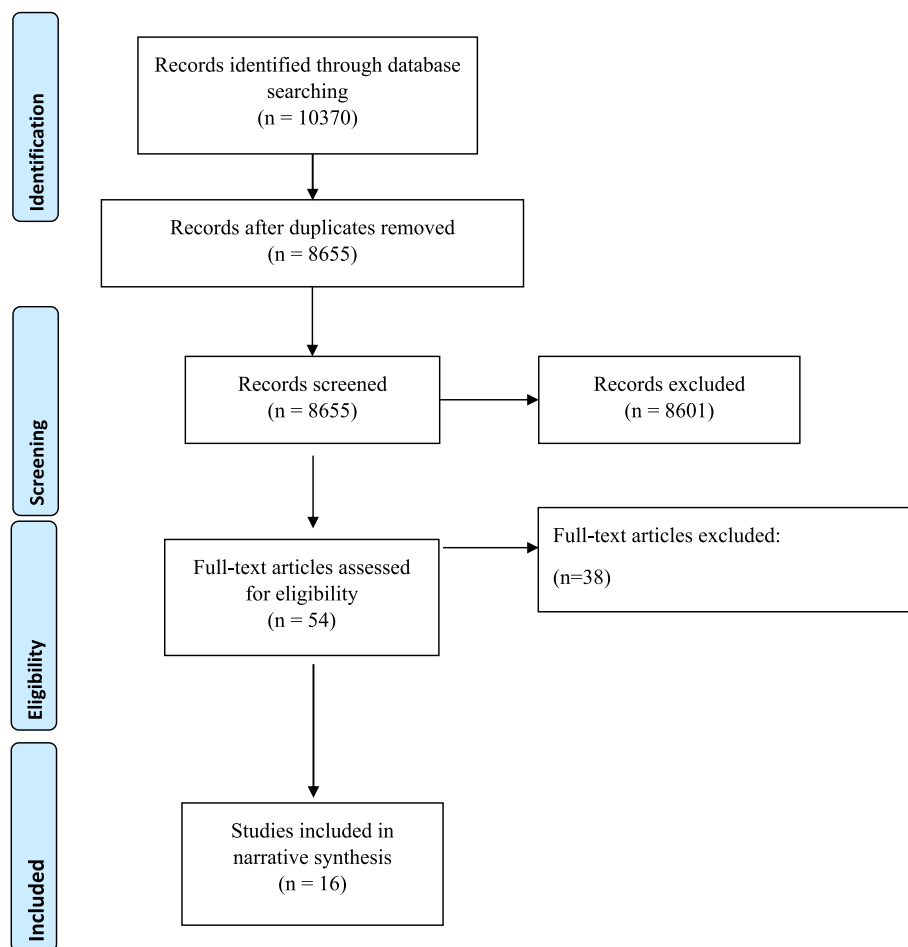 Identification
Records identified through database
searching
(n = 10370)
Records after duplicates removed
(n = 8655)
Screening
Records screened
(n = 8655)
Records excluded
(n = 8601)
Eligibility
Full-text articles assessed
for eligibility
(n = 54)
Full-text articles excluded:
(n=38)
Included
Studies included in
narrative synthesis
(n = 16)